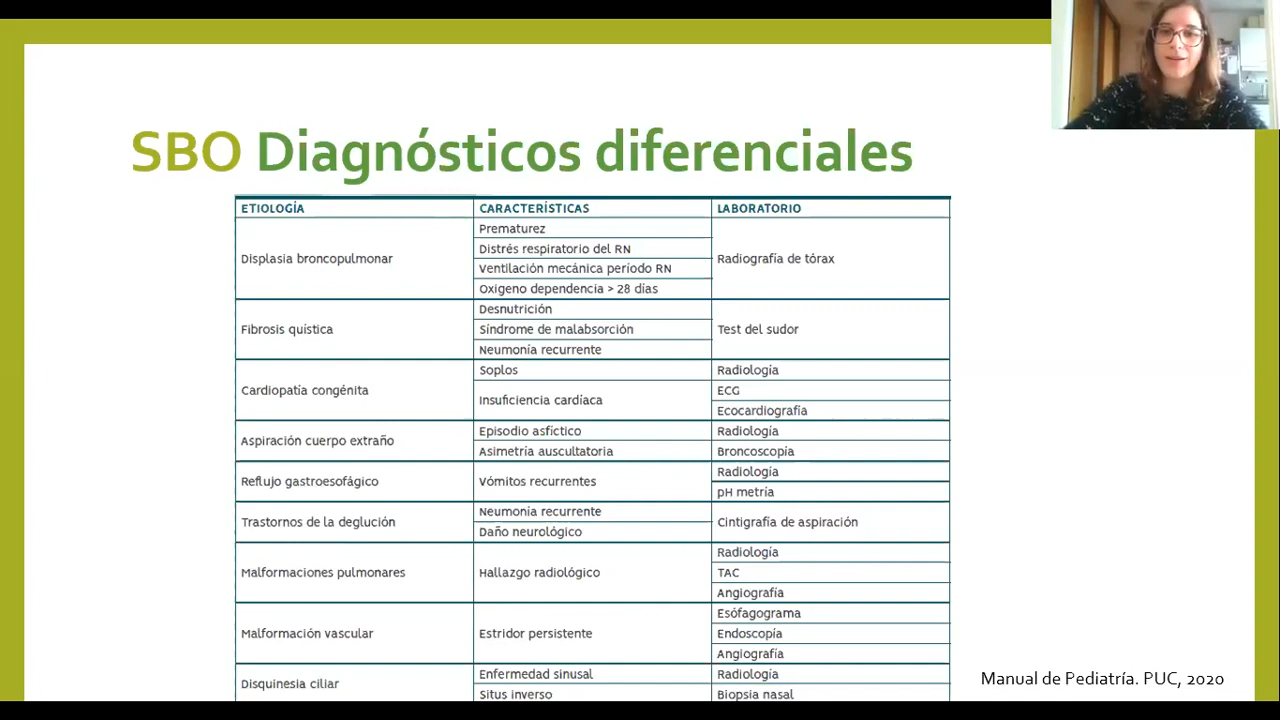 SBO Diagnósticos diferenciales
ETIOLOGÍA CARACTERÍSTICAS LABORATORIO
Displasia broncopulmonar
Prematurez
Distrés respiratorio del RN
Ventilación mecánica período RN
Oxigeno dependencia > 28 días
Radiografía de tórax
Fibrosis quística
Desnutrición
Síndrome de malabsorción
Neumonía recurrente
Test del sudor
Cardiopatía congénita
Soplos
Insuficiencia cardíaca
Radiología
ECG
Ecocardiografía
Aspiración cuerpo extraño
Episodio asfíctico
Asimetría auscultatoria
Radiología
Broncoscopía
Reflujo gastroesofágico
Vómitos recurrentes
Radiología
pH metría
Trastornos de la deglución
Neumonía recurrente
Daño neurológico
Cintigrafía de aspiración
Malformaciones pulmonares
Hallazgo radiológico
Radiología
TAC
Angiografía
Malformación vascular
Estridor persistente
Esófagograma
Endoscopía
Angiografía
Disquinesia ciliar
Enfermedad sinusal
Situs inverso
Radiología
Biopsia nasal
Manual de Pediatría. PUC, 2020